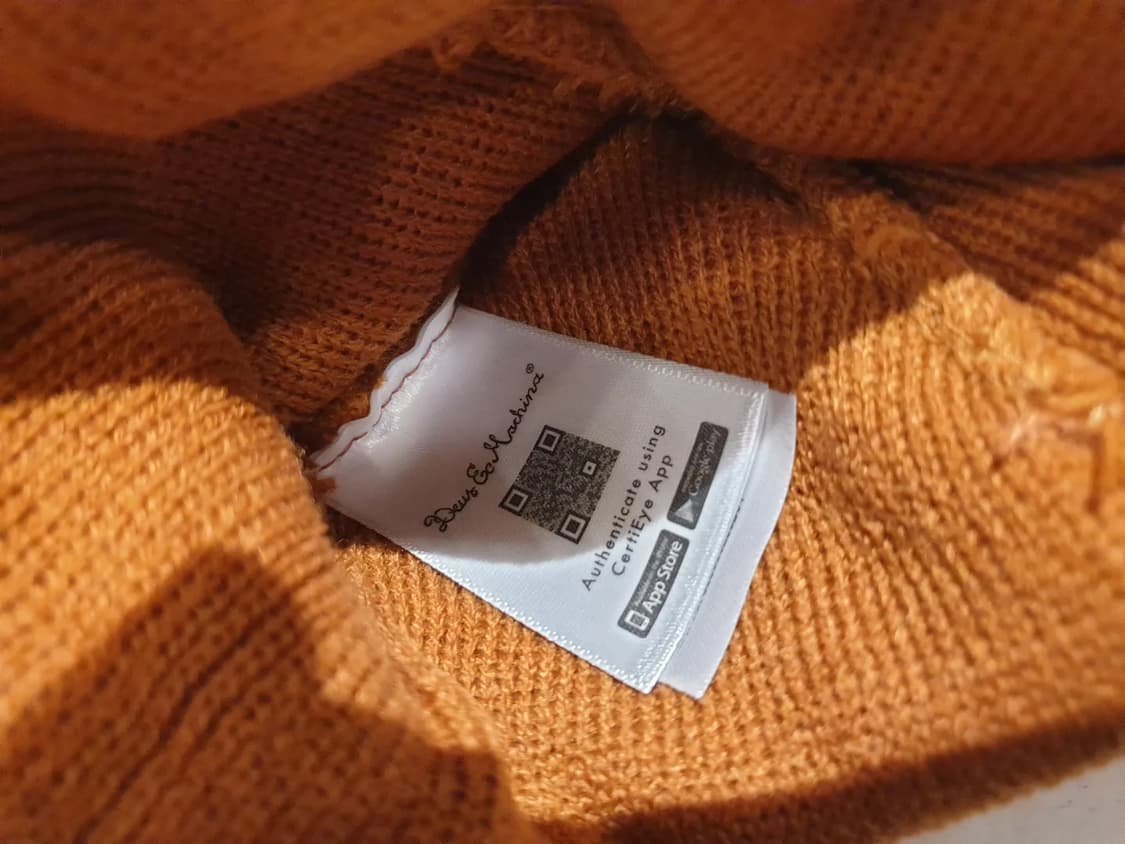 Deus Ex Machina®
Authenticate using
CertiEye App
App Store
Google play